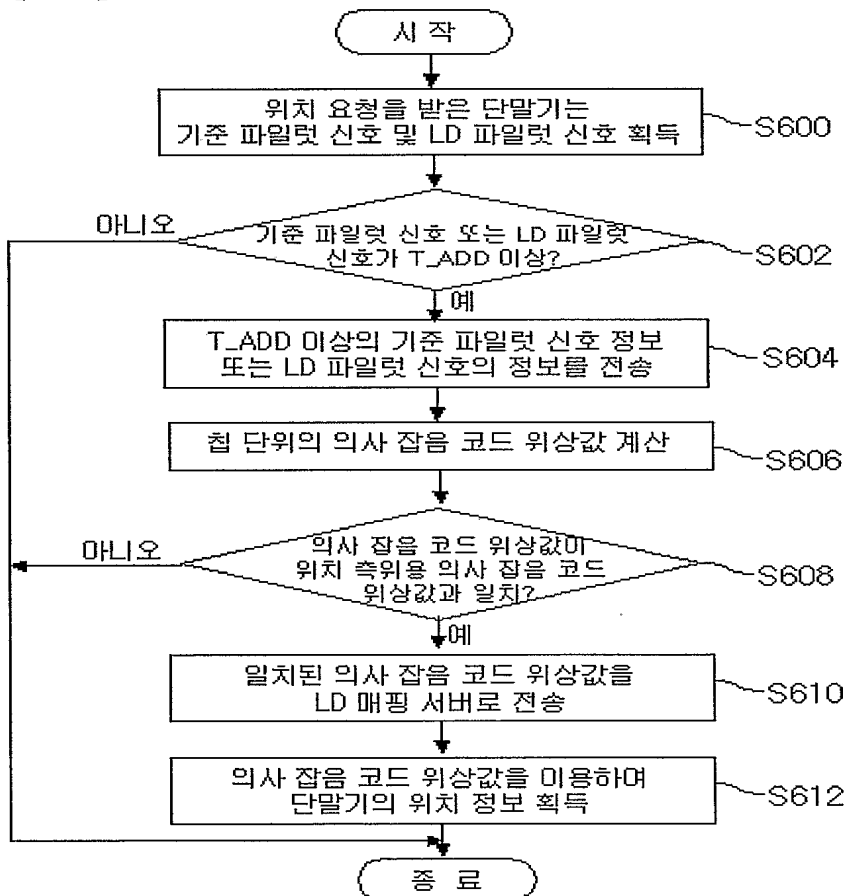 시 작
위치 요청을 받은 단말기는
기준 파일럿 신호 및 LD 파일럿 신호 획득
S600
아니오
기준 파일럿 신호 또는 LD 파일럿
신호가 T_ADD 이상?
S602
예
T_ADD 이상의 기준 파일럿 신호 정보
또는 LD 파일럿 신호의 정보를 전송
S604
칩 단위의 의사 잡음 코드 위상값 계산
S606
아니오
의사 잡음 코드 위상값이
위치 측위용 의사 잡음 코드
위상값과 일치?
S608
예
일치된 의사 잡음 코드 위상값을
LD 매핑 서버로 전송
S610
의사 잡음 코드 위상값을 이용하여
단말기의 위치 정보 획득
S612
종 료